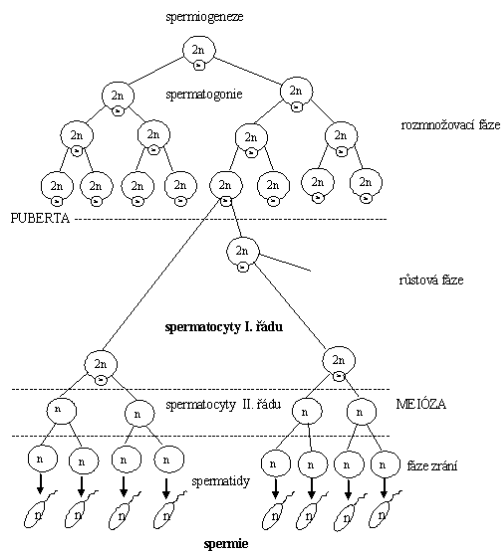 spermiogeneze
2n
spermatogonie
2n 2n
rozmnožovací fáze
2n 2n 2n 2n
2n 2n 2n 2n 2n 2n 2n 2n
PUBERTA
2n
růstová fáze
spermatocyty I. řádu
2n 2n
spermatocyty II. řádu
MEIÓZA
n n n n
n n n n n n n n
fáze zrání
spermatidy
n n n n n n n n
spermie